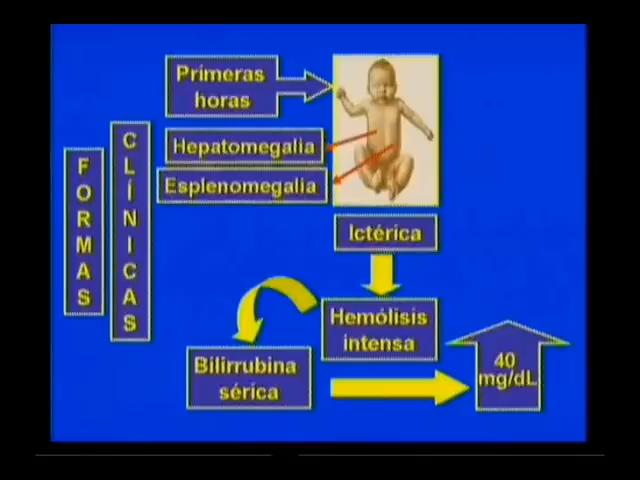 FORMAS
CLÍNICAS
Primeras
horas
Hepatomegalia
Esplenomegalia
Ictérica
Hemólisis
intensa
Bilirrubina
sérica
40
mg/dL